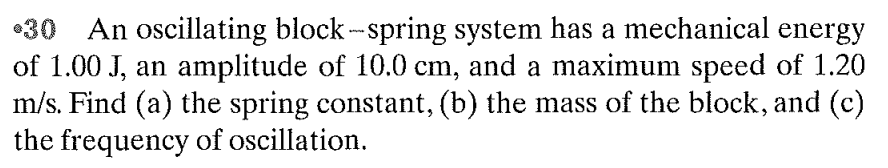 •30 An oscillating block–spring system has a mechanical energy
of 1.00 J, an amplitude of 10.0 cm, and a maximum speed of 1.20
m/s. Find (a) the spring constant, (b) the mass of the block, and (c)
the frequency of oscillation.